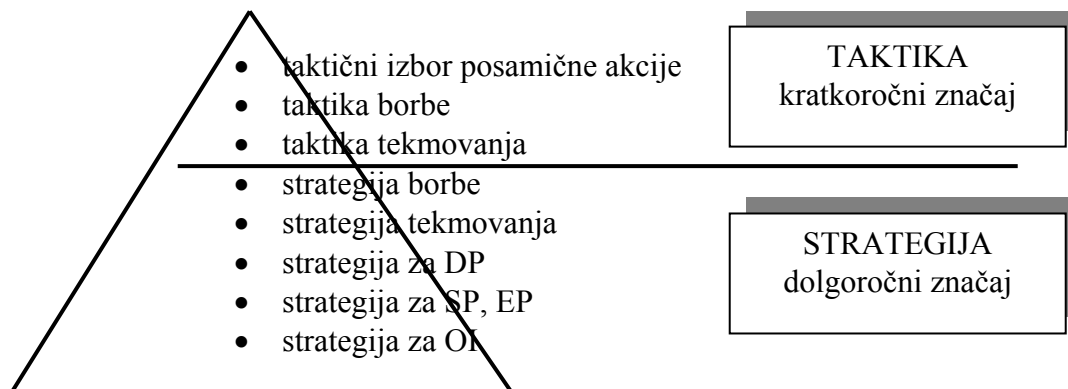 • taktični izbor posamične akcije
• taktika borbe
• taktika tekmovanja
• strategija borbe
• strategija tekmovanja
• strategija za DP
• strategija za SP, EP
• strategija za OI
TAKTIKA
kratkoročni značaj
STRATEGIJA
dolgoročni značaj